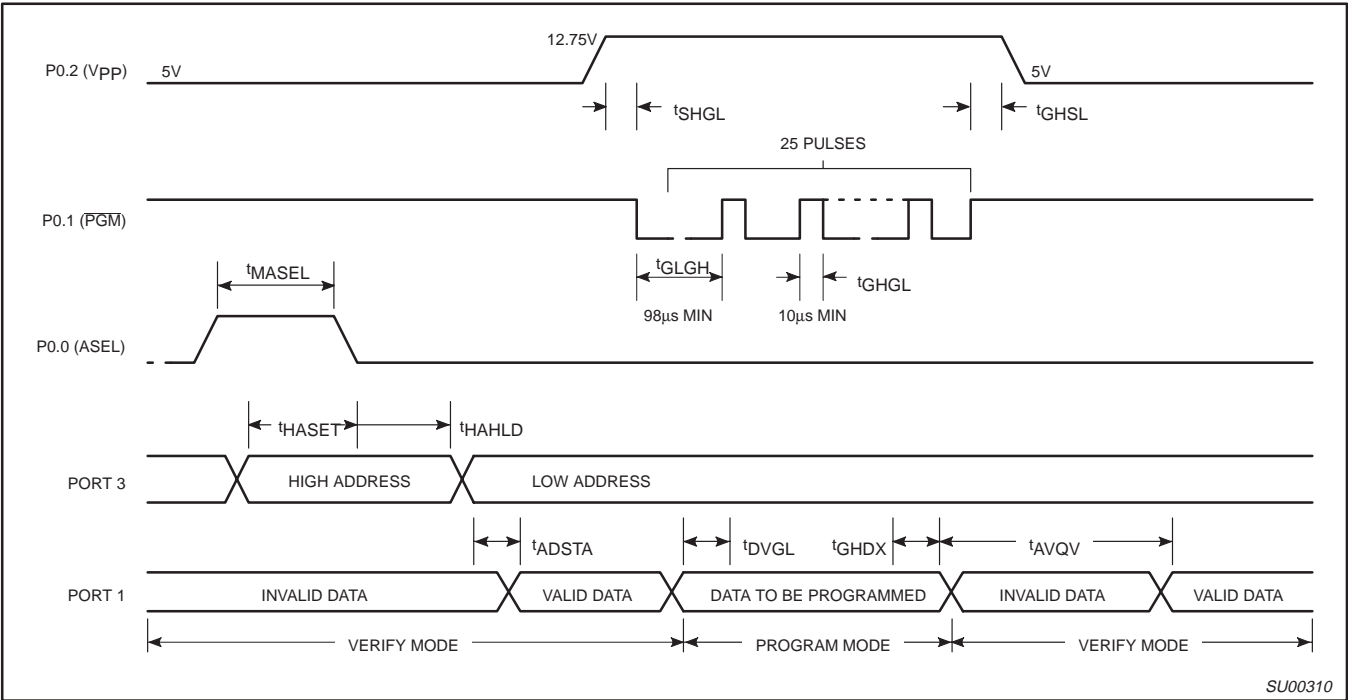 12.75V
P0.2 (VPP) 5V 5V
tSHGL tGHSL
25 PULSES
P0.1 (PGM)
tMASEL tGLGH tGHGL
98µs MIN 10µs MIN
P0.0 (ASEL)
tHASET tHAHLD
PORT 3 HIGH ADDRESS LOW ADDRESS
tADSTA tDVGL tGHDX tAVQV
PORT 1 INVALID DATA VALID DATA DATA TO BE PROGRAMMED INVALID DATA VALID DATA
VERIFY MODE PROGRAM MODE VERIFY MODE
SU00310